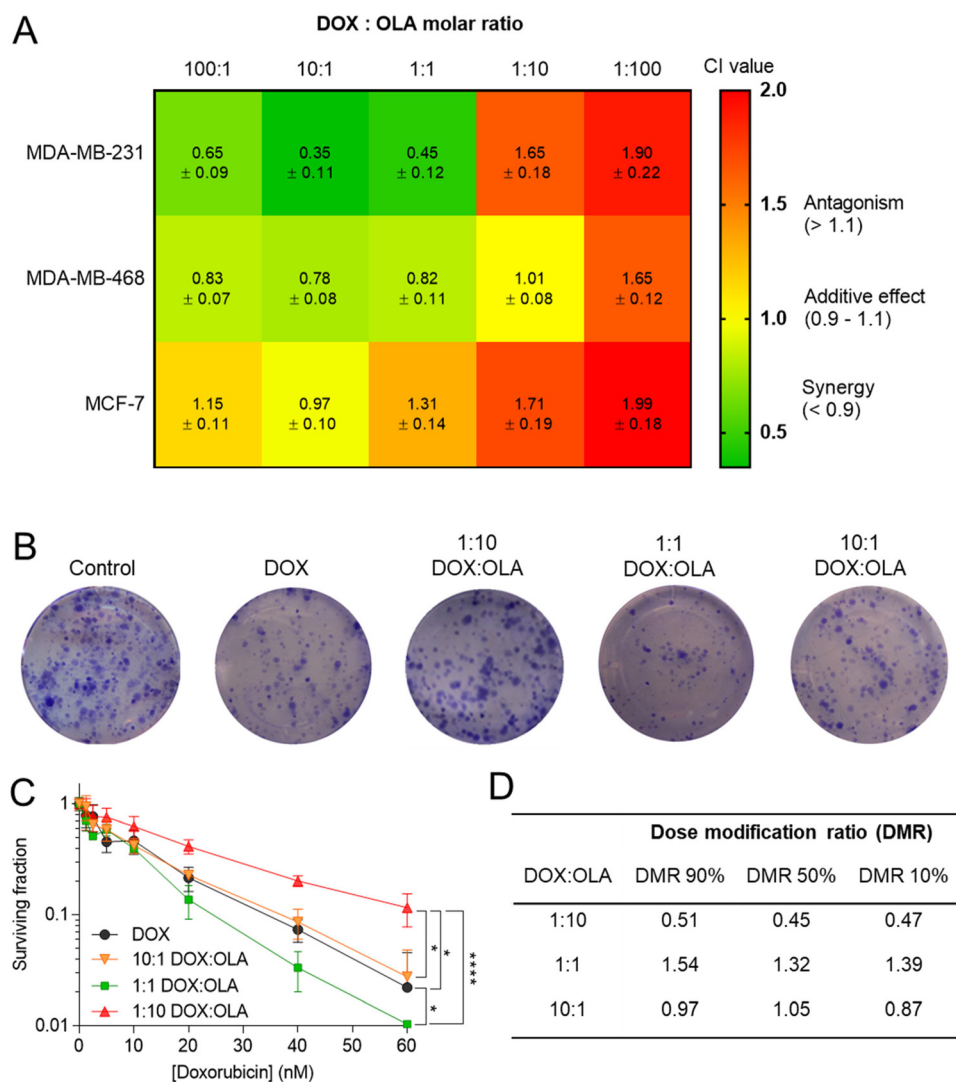 A
DOX : OLA molar ratio
100:1 10:1 1:1 1:10 1:100
CI value
MDA-MB-231
0.65 0.35 0.45 1.65 1.90
± 0.09 ± 0.11 ± 0.12 ± 0.18 ± 0.22
MDA-MB-468
0.83 0.78 0.82 1.01 1.65
± 0.07 ± 0.08 ± 0.11 ± 0.08 ± 0.12
MCF-7
1.15 0.97 1.31 1.71 1.99
± 0.11 ± 0.10 ± 0.14 ± 0.19 ± 0.18
2.0
1.5
1.0
0.5
Antagonism
(> 1.1)
Additive effect
(0.9 - 1.1)
Synergy
(< 0.9)
B
Control
DOX
1:10
DOX:OLA
1:1
DOX:OLA
10:1
DOX:OLA
C
Surviving fraction
1
0.1
0.01
DOX
10:1 DOX:OLA
1:1 DOX:OLA
1:10 DOX:OLA
*
*
*
****
0 10 20 30 40 50 60
[Doxorubicin] (nM)
D
Dose modification ratio (DMR)
DOX:OLA DMR 90% DMR 50% DMR 10%
1:10 0.51 0.45 0.47
1:1 1.54 1.32 1.39
10:1 0.97 1.05 0.87